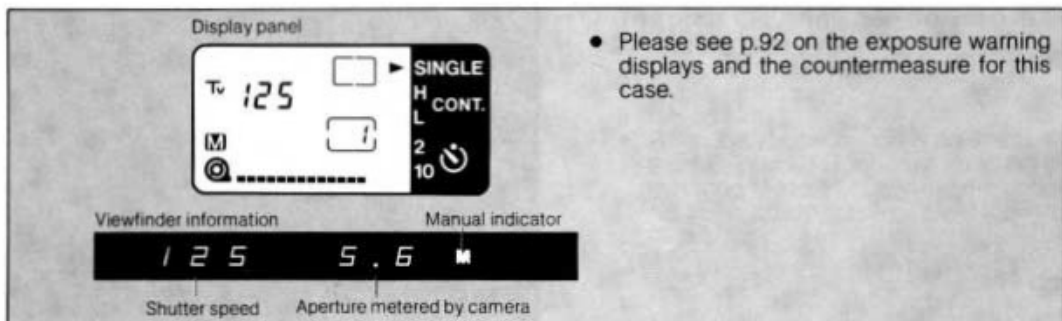 Display panel
Tv 125
M
1
SINGLE
H
CONT.
L
2
10
• Please see p.92 on the exposure warning
displays and the countermeasure for this
case.
Viewfinder information
Manual indicator
125 5.6 M
Shutter speed
Aperture metered by camera